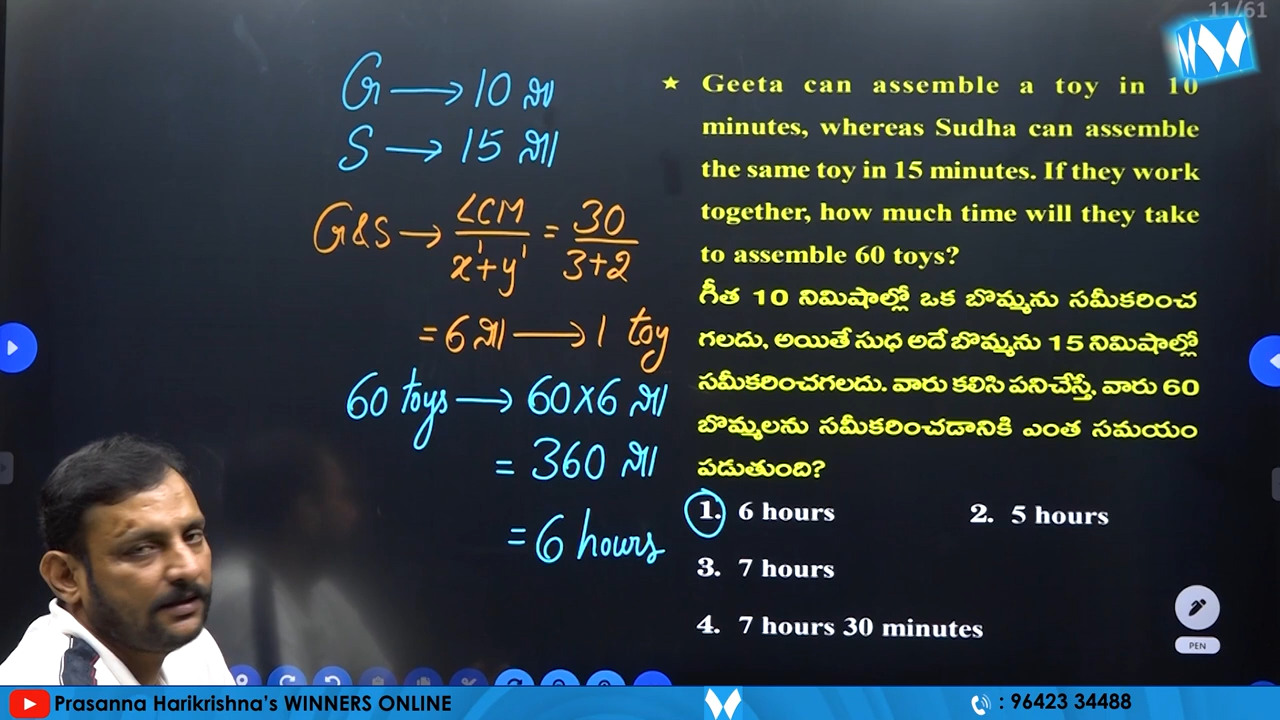 11/61
G → 10 ని॥
S → 15 ని॥
G&S → LCM / x'+y' = 30 / 3+2
= 6 ని॥ → 1 toy
60 toys → 60×6 ని॥
= 360 ని॥
= 6 hours
★ Geeta can assemble a toy in 10
minutes, whereas Sudha can assemble
the same toy in 15 minutes. If they work
together, how much time will they take
to assemble 60 toys?
గీత 10 నిమిషాల్లో ఒక బొమ్మను సమీకరించ
గలదు. అయితే సుధ అదే బొమ్మను 15 నిమిషాల్లో
సమీకరించగలదు. వారు కలిసి పనిచేస్తే, వారు 60
బొమ్మలను సమీకరించడానికి ఎంత సమయం
పడుతుంది?
1. 6 hours 2. 5 hours
3. 7 hours
4. 7 hours 30 minutes
PEN
Prasanna Harikrishna's WINNERS ONLINE : 96423 34488